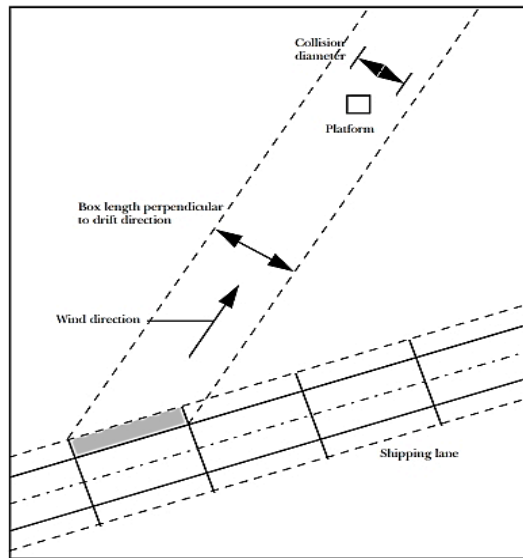 Collision
diameter
Platform
Box length perpendicular
to drift direction
Wind direction
Shipping lane